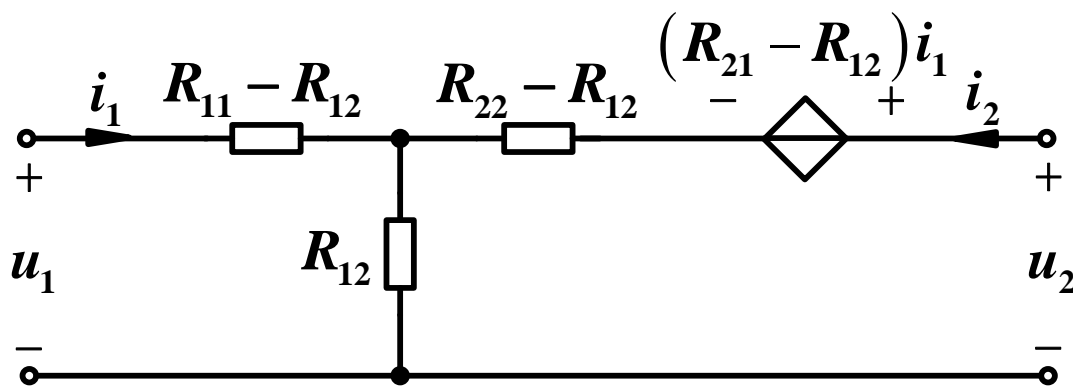 (R₂₁ − R₁₂)i₁
i₁ R₁₁ − R₁₂ R₂₂ − R₁₂ − + i₂
+ +
u₁ R₁₂ u₂
− −